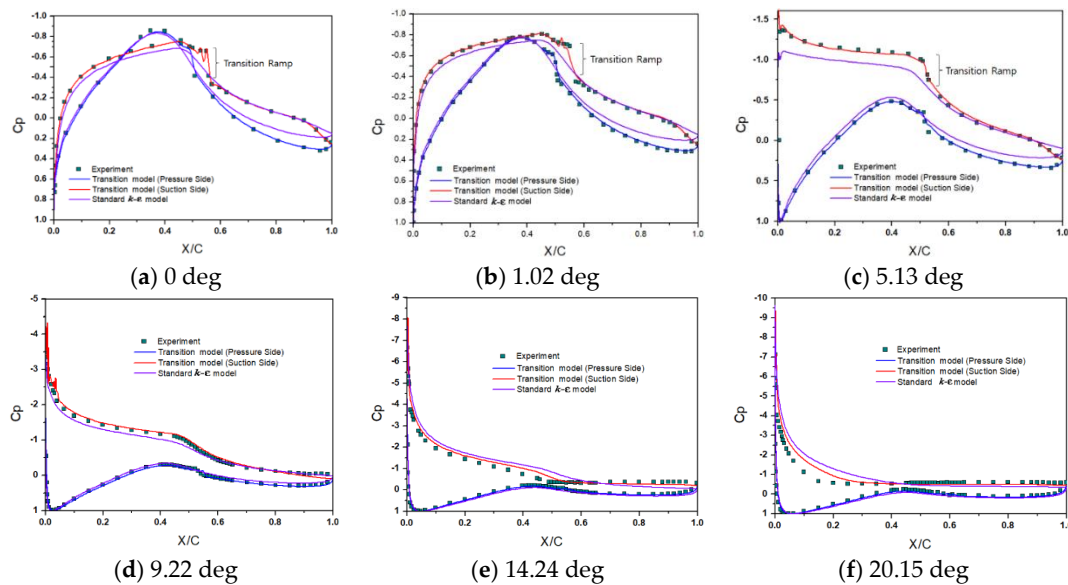 -1.0
-0.8
-0.6
-0.4
-0.2
0.0
0.2
0.4
0.6
0.8
1.0
Cp
Transition Ramp
Experiment
Transition model (Pressure Side)
Transition model (Suction Side)
Standard k-ε model
0.0 0.2 0.4 0.6 0.8 1.0
X/C
(a) 0 deg
-1.0
-0.8
-0.6
-0.4
-0.2
0.0
0.2
0.4
0.6
0.8
1.0
Cp
Transition Ramp
Experiment
Transition model (Pressure Side)
Transition model (Suction Side)
Standard k-ε model
0.0 0.2 0.4 0.6 0.8 1.0
X/C
(b) 1.02 deg
-1.5
-1.0
-0.5
0.0
0.5
1.0
Cp
Transition Ramp
Experiment
Transition model (Pressure Side)
Transition model (Suction Side)
Standard k-ε model
0.0 0.2 0.4 0.6 0.8 1.0
X/C
(c) 5.13 deg
-5
-4
-3
-2
-1
0
1
Cp
Experiment
Transition model (Pressure Side)
Transition model (Suction Side)
Standard k-ε model
0.0 0.2 0.4 0.6 0.8 1.0
X/C
(d) 9.22 deg
-9
-8
-7
-6
-5
-4
-3
-2
-1
0
1
Cp
Experiment
Transition model (Pressure Side)
Transition model (Suction Side)
Standard k-ε model
0.0 0.2 0.4 0.6 0.8 1.0
X/C
(e) 14.24 deg
-10
-9
-8
-7
-6
-5
-4
-3
-2
-1
0
1
Cp
Experiment
Transition model (Pressure Side)
Transition model (Suction Side)
Standard k-ε model
0.0 0.2 0.4 0.6 0.8 1.0
X/C
(f) 20.15 deg